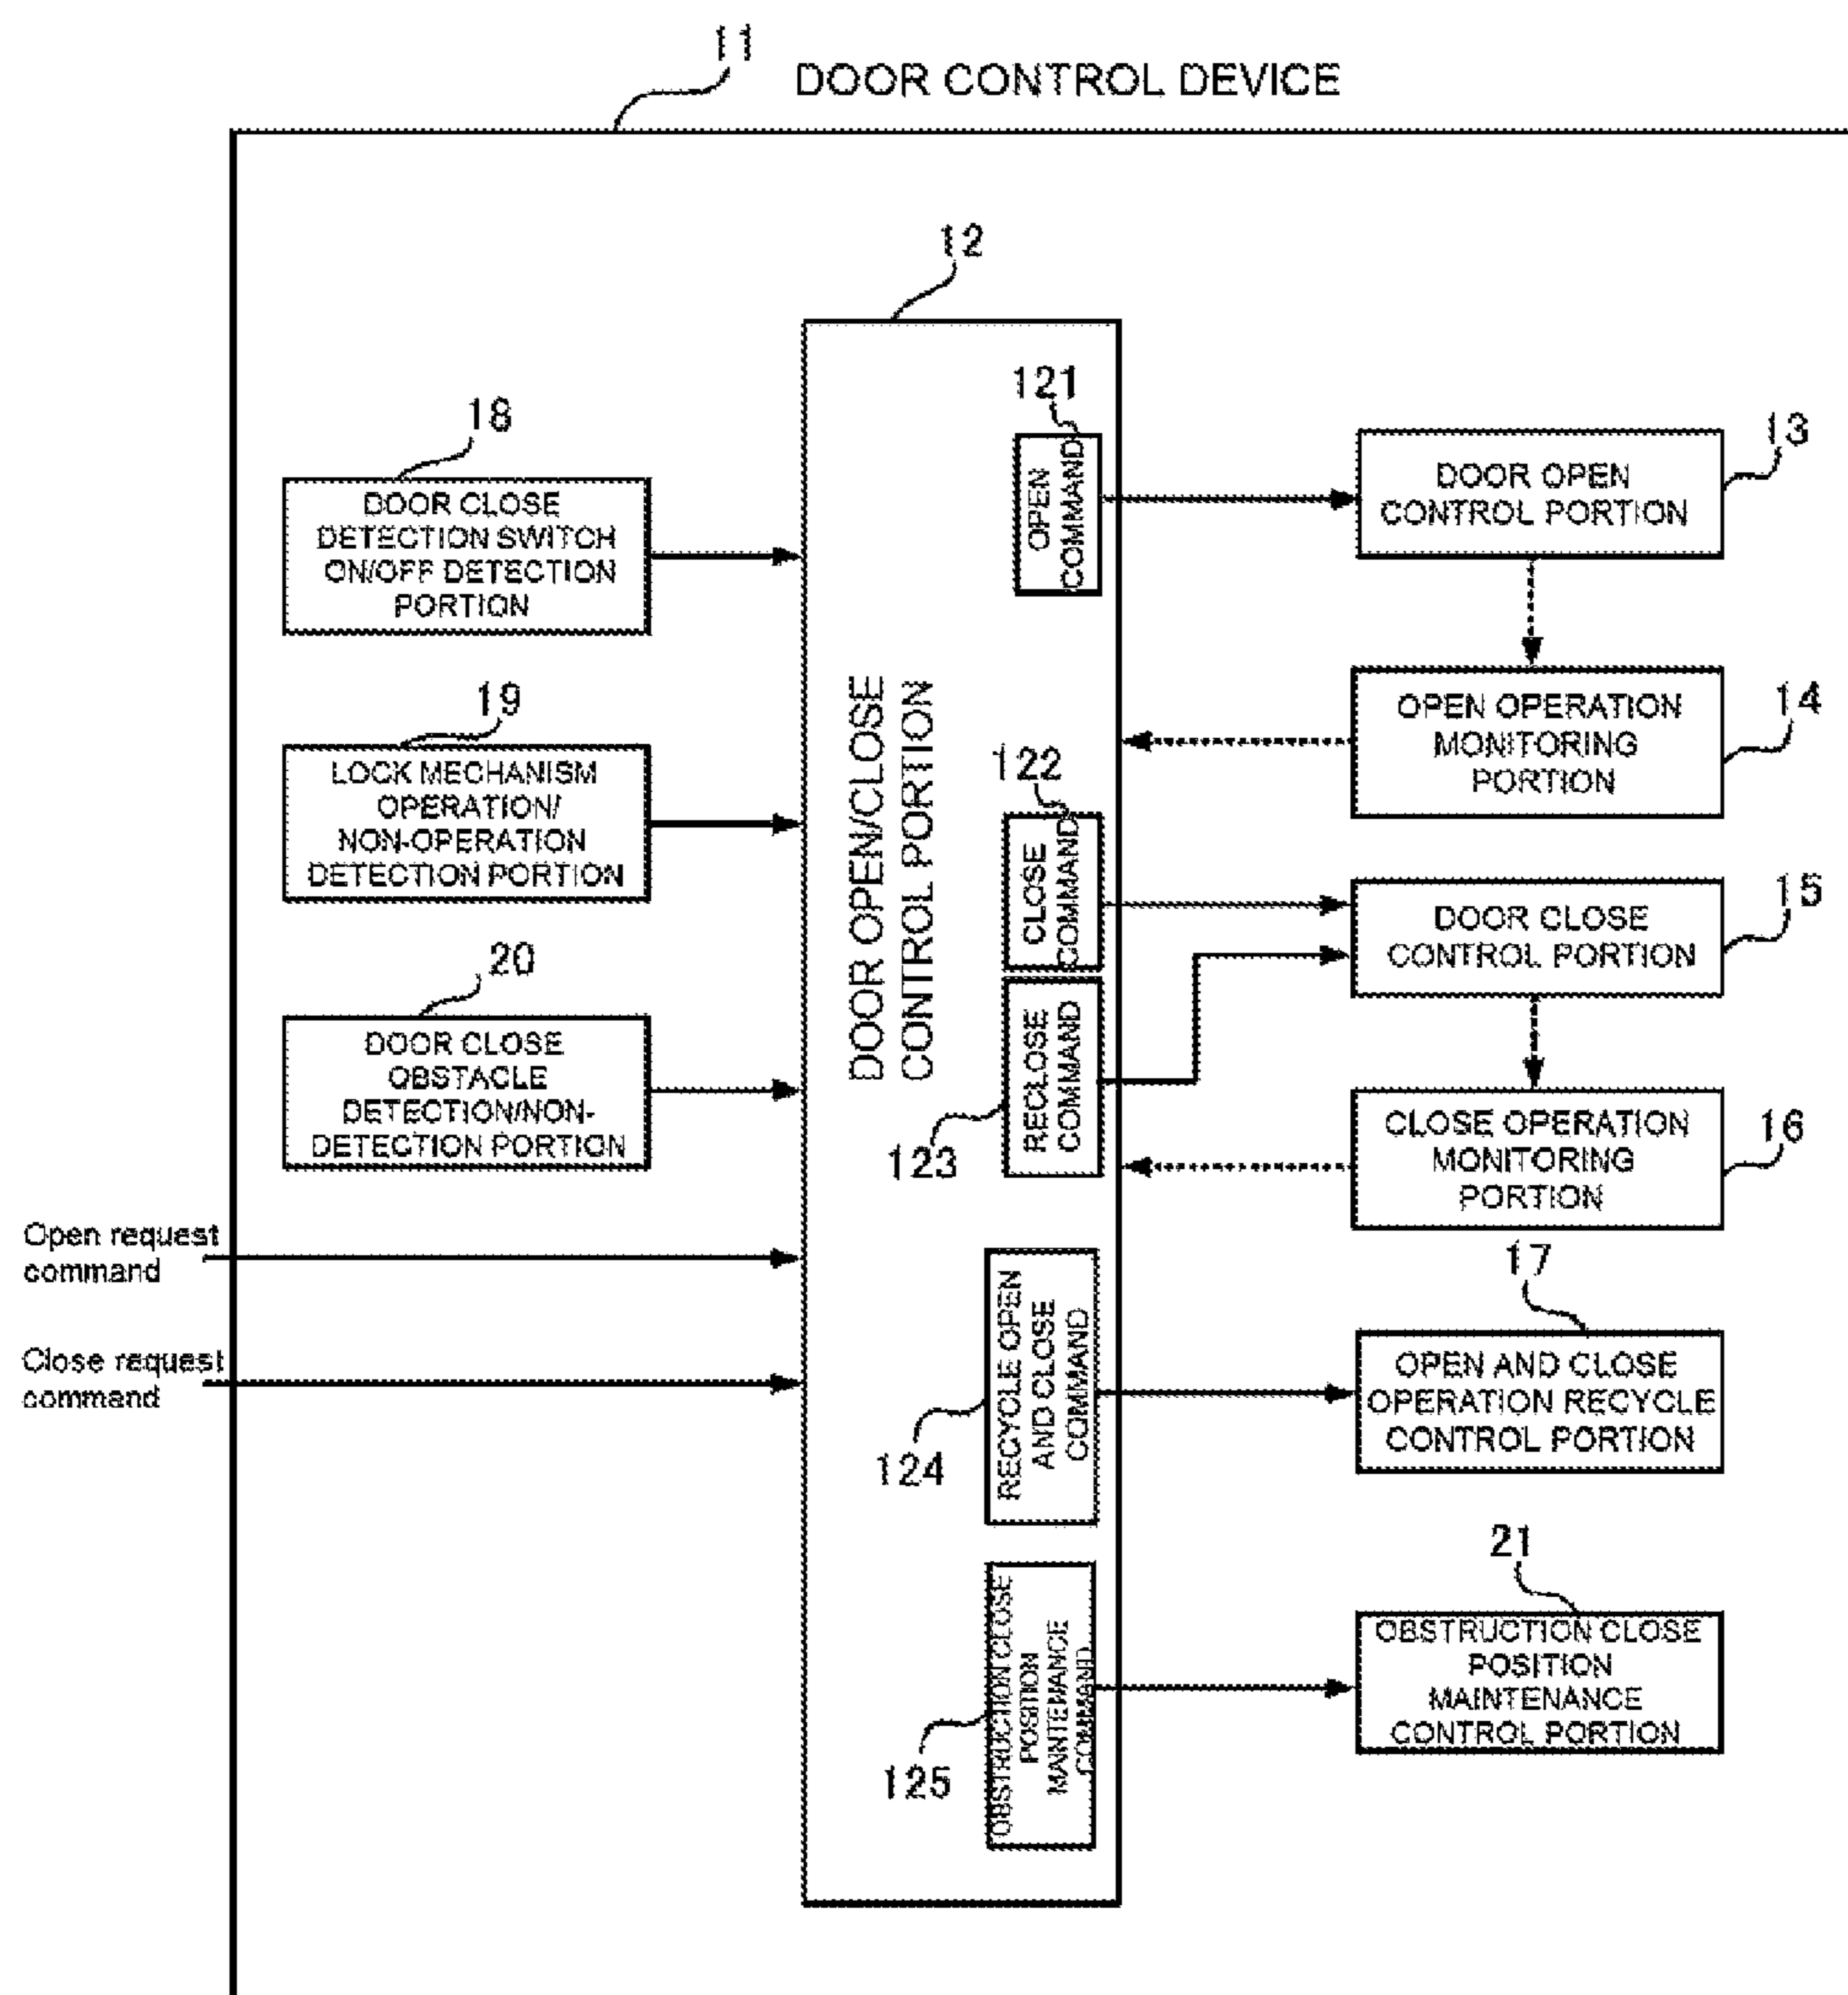 11
DOOR CONTROL DEVICE
12
18
DOOR CLOSE
DETECTION SWITCH
ON/OFF DETECTION
PORTION
19
LOCK MECHANISM
OPERATION/
NON-OPERATION
DETECTION PORTION
20
DOOR CLOSE
OBSTACLE
DETECTION/NON-
DETECTION PORTION
Open request
command
Close request
command
DOOR OPEN/CLOSE
CONTROL PORTION
121
OPEN
COMMAND
122
CLOSE
COMMAND
123
RECLOSE
COMMAND
124
RECYCLE OPEN
AND CLOSE
COMMAND
125
OBSTRUCTION CLOSE
POSITION
MAINTENANCE
COMMAND
13
DOOR OPEN
CONTROL PORTION
14
OPEN OPERATION
MONITORING
PORTION
15
DOOR CLOSE
CONTROL PORTION
16
CLOSE OPERATION
MONITORING
PORTION
17
OPEN AND CLOSE
OPERATION RECYCLE
CONTROL PORTION
21
OBSTRUCTION CLOSE
POSITION
MAINTENANCE
CONTROL PORTION